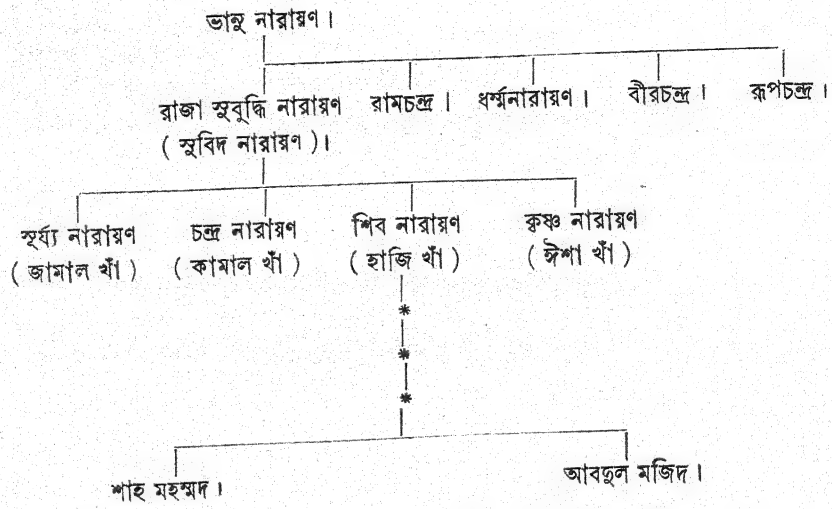 ভানু নারায়ণ ।
রাজা সুবুদ্ধি নারায়ণ রামচন্দ্র । ধর্ম্মনারায়ণ । বীরচন্দ্র । রূপচন্দ্র ।
( সুবিদ নারায়ণ ) ।
সূর্য্য নারায়ণ চন্দ্র নারায়ণ শিব নারায়ণ কৃষ্ণ নারায়ণ
( জামাল খাঁ ) ( কামাল খাঁ ) ( হাজি খাঁ ) ( ঈশা খাঁ )
*
*
*
শাহ মহম্মদ । আবদুল মজিদ ।